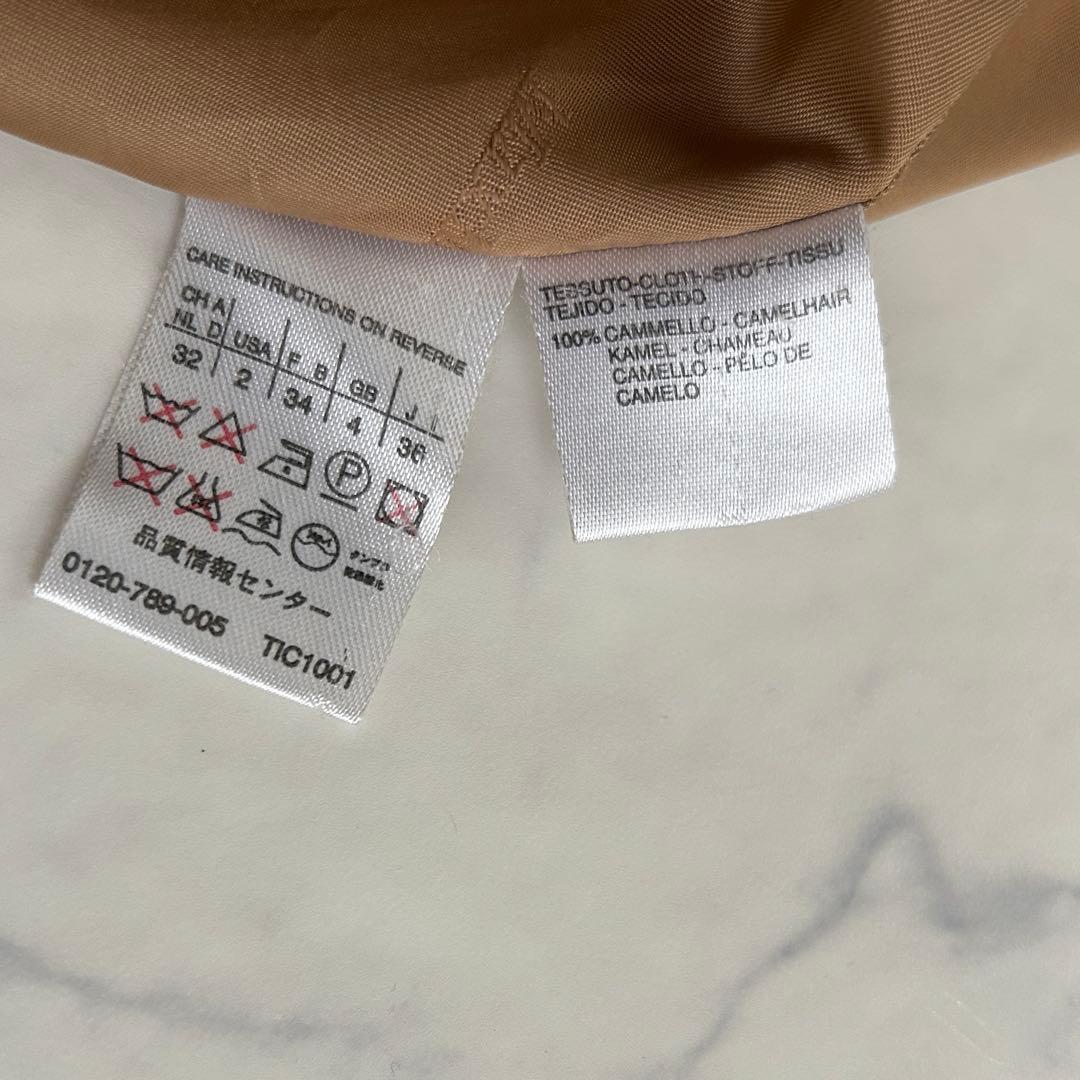 CARE INSTRUCTIONS ON REVERSE
CH A
NL D USA F B GB J I
32 2 34 4 36
P
品質情報センター
0120-789-005 TIC1001
TESSUTO-CLOTH-STOFF-TISSU
TEJIDO - TECIDO
100% CAMMELLO - CAMELHAIR
KAMEL - CHAMEAU
CAMELLO - PÊLO DE
CAMELO